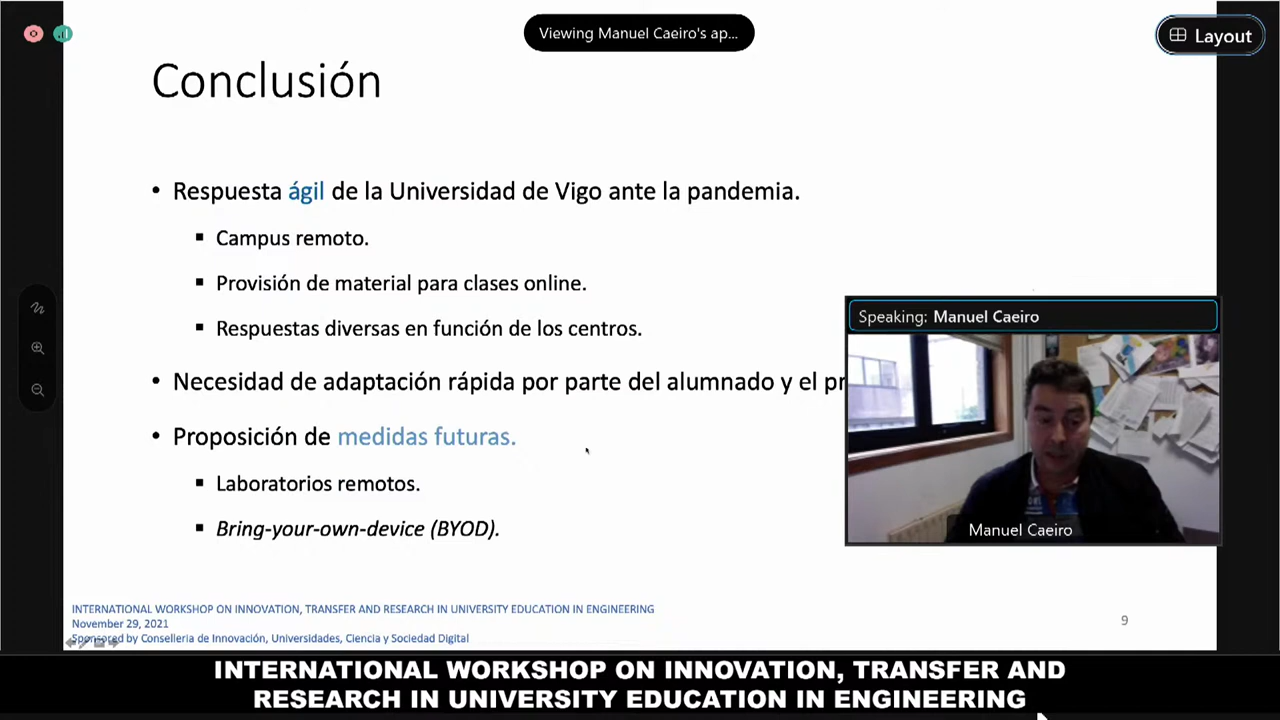 Viewing Manuel Caeiro's ap...
Layout
Conclusión
• Respuesta ágil de la Universidad de Vigo ante la pandemia.
▪ Campus remoto.
▪ Provisión de material para clases online.
▪ Respuestas diversas en función de los centros.
Speaking: Manuel Caeiro
• Necesidad de adaptación rápida por parte del alumnado y el pr
• Proposición de medidas futuras.
▪ Laboratorios remotos.
▪ Bring-your-own-device (BYOD).
Manuel Caeiro
INTERNATIONAL WORKSHOP ON INNOVATION, TRANSFER AND RESEARCH IN UNIVERSITY EDUCATION IN ENGINEERING
November 29, 2021
Sponsored by Conselleria de Innovación, Universidades, Ciencia y Sociedad Digital
9
INTERNATIONAL WORKSHOP ON INNOVATION, TRANSFER AND
RESEARCH IN UNIVERSITY EDUCATION IN ENGINEERING